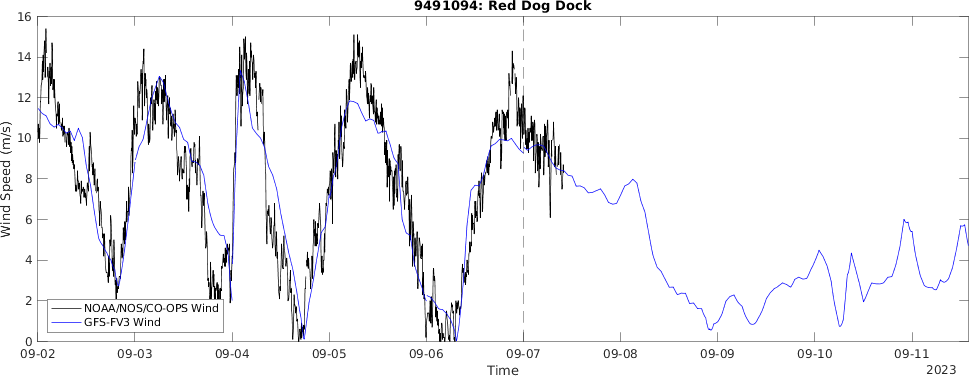 9491094: Red Dog Dock
16
14
12
10
8
6
4
2
0
Wind Speed (m/s)
NOAA/NOS/CO-OPS Wind
GFS-FV3 Wind
09-02 09-03 09-04 09-05 09-06 09-07 09-08 09-09 09-10 09-11
Time
2023